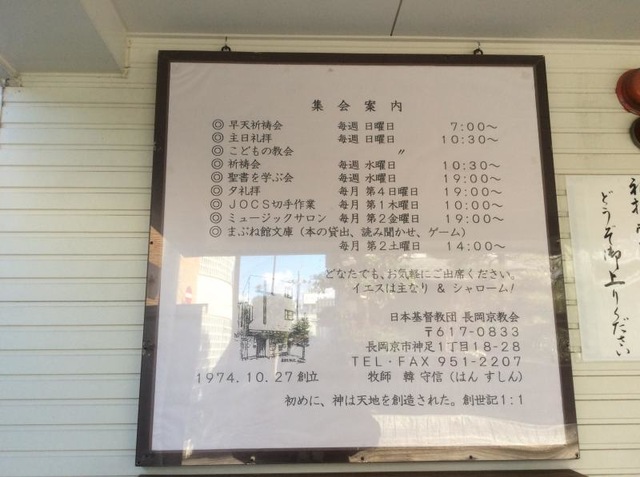 集会案内
◎ 早天祈祷会 毎週 日曜日 7:00〜
◎ 主日礼拝 毎週 日曜日 10:30〜
◎ こどもの教会 〃
◎ 祈祷会 毎週 水曜日 10:30〜
◎ 聖書を学ぶ会 毎週 水曜日 19:00〜
◎ 夕礼拝 毎月 第4日曜日 19:00〜
◎ JOCS切手作業 毎月 第1木曜日 10:00〜
◎ ミュージックサロン 毎月 第2金曜日 19:00〜
◎ まぶね館文庫（本の貸出、読み聞かせ、ゲーム）
毎月 第2土曜日 14:00〜
どなたでも、お気軽にご出席ください。
イエスは主なり & シャローム!
日本基督教団 長岡京教会
〒617-0833
長岡京市神足1丁目18-28
TEL・FAX 951-2207
1974.10.27 創立 牧師 韓 守信（はん すしん）
初めに、神は天地を創造された。創世記1:1
どうぞ御上りください